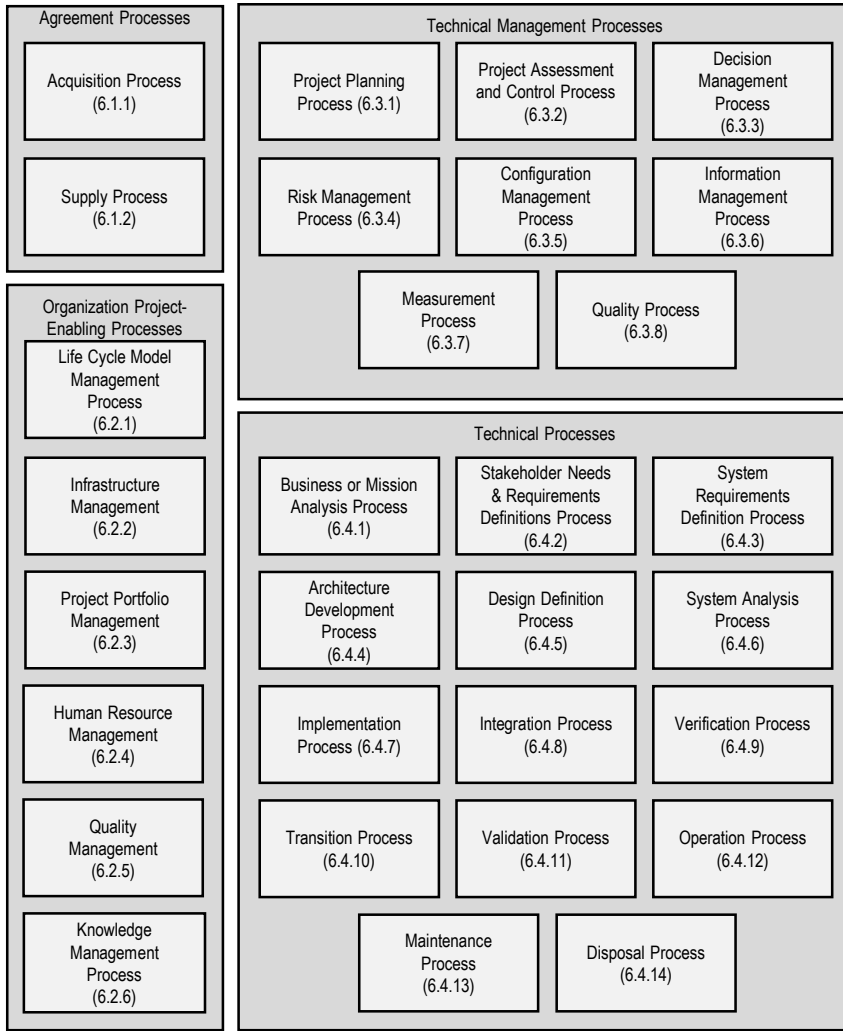 Agreement Processes
Acquisition Process
(6.1.1)
Supply Process
(6.1.2)
Organization Project-
Enabling Processes
Life Cycle Model
Management
Process
(6.2.1)
Infrastructure
Management
(6.2.2)
Project Portfolio
Management
(6.2.3)
Human Resource
Management
(6.2.4)
Quality
Management
(6.2.5)
Knowledge
Management
Process
(6.2.6)
Technical Management Processes
Project Planning
Process (6.3.1)
Project Assessment
and Control Process
(6.3.2)
Decision
Management
Process
(6.3.3)
Risk Management
Process (6.3.4)
Configuration
Management
Process
(6.3.5)
Information
Management
Process
(6.3.6)
Measurement
Process
(6.3.7)
Quality Process
(6.3.8)
Technical Processes
Business or Mission
Analysis Process
(6.4.1)
Stakeholder Needs
& Requirements
Definitions Process
(6.4.2)
System
Requirements
Definition Process
(6.4.3)
Architecture
Development
Process
(6.4.4)
Design Definition
Process
(6.4.5)
System Analysis
Process
(6.4.6)
Implementation
Process (6.4.7)
Integration Process
(6.4.8)
Verification Process
(6.4.9)
Transition Process
(6.4.10)
Validation Process
(6.4.11)
Operation Process
(6.4.12)
Maintenance
Process
(6.4.13)
Disposal Process
(6.4.14)